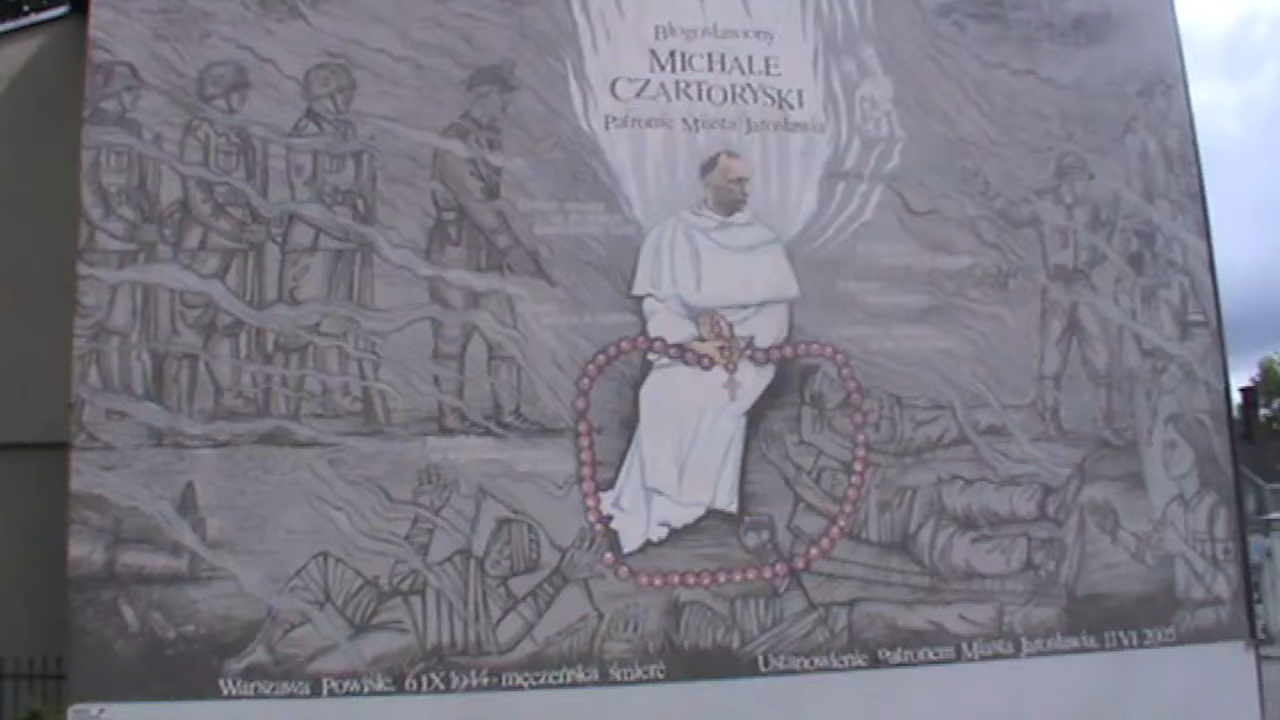 Błogosławiony
MICHALE
CZARTORYSKI
Patronie Miasta Jarosławia
Warszawa Powiśle, 6 IX 1944 - męczeńska śmierć
Ustanowienie Patronem Miasta Jarosławia, 11 VI